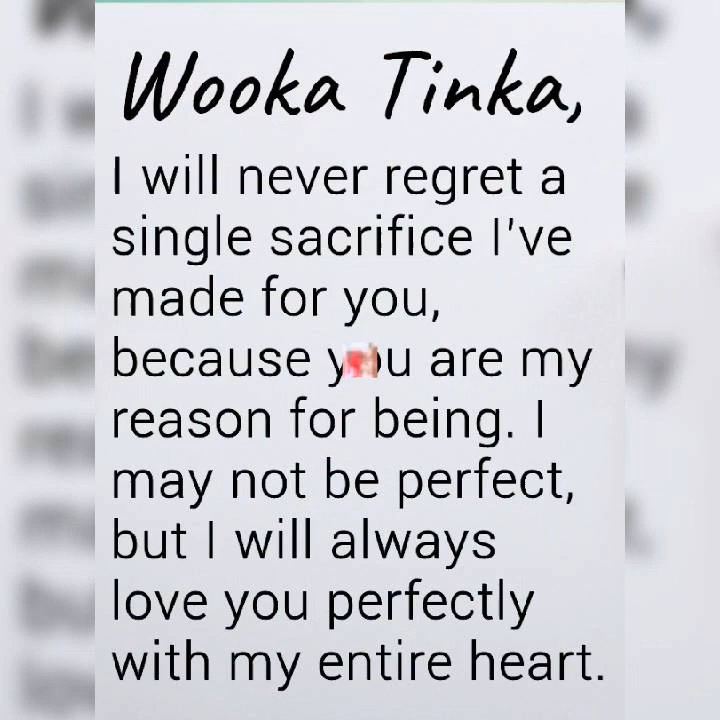 Wooka Tinka,
I will never regret a
single sacrifice I've
made for you,
because you are my
reason for being. I
may not be perfect,
but I will always
love you perfectly
with my entire heart.